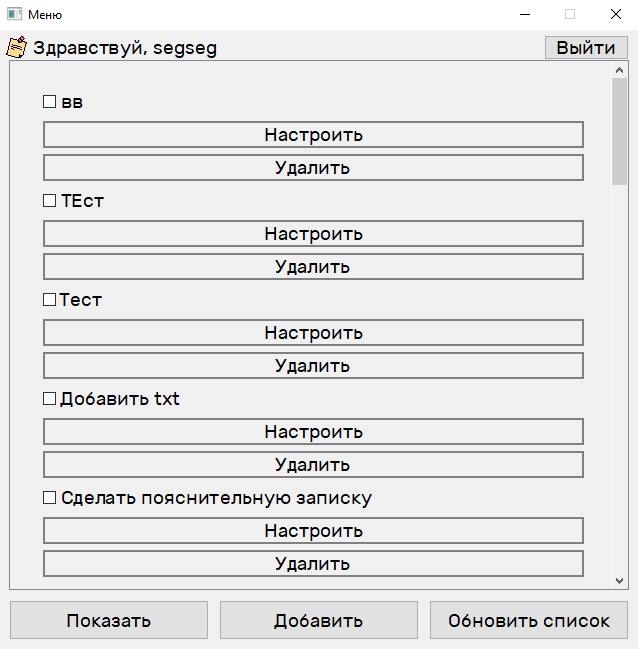 Меню
Здравствуй, segseg
Выйти
вв
Настроить
Удалить
ТЕст
Настроить
Удалить
Тест
Настроить
Удалить
Добавить txt
Настроить
Удалить
Сделать пояснительную записку
Настроить
Удалить
Показать
Добавить
Обновить список